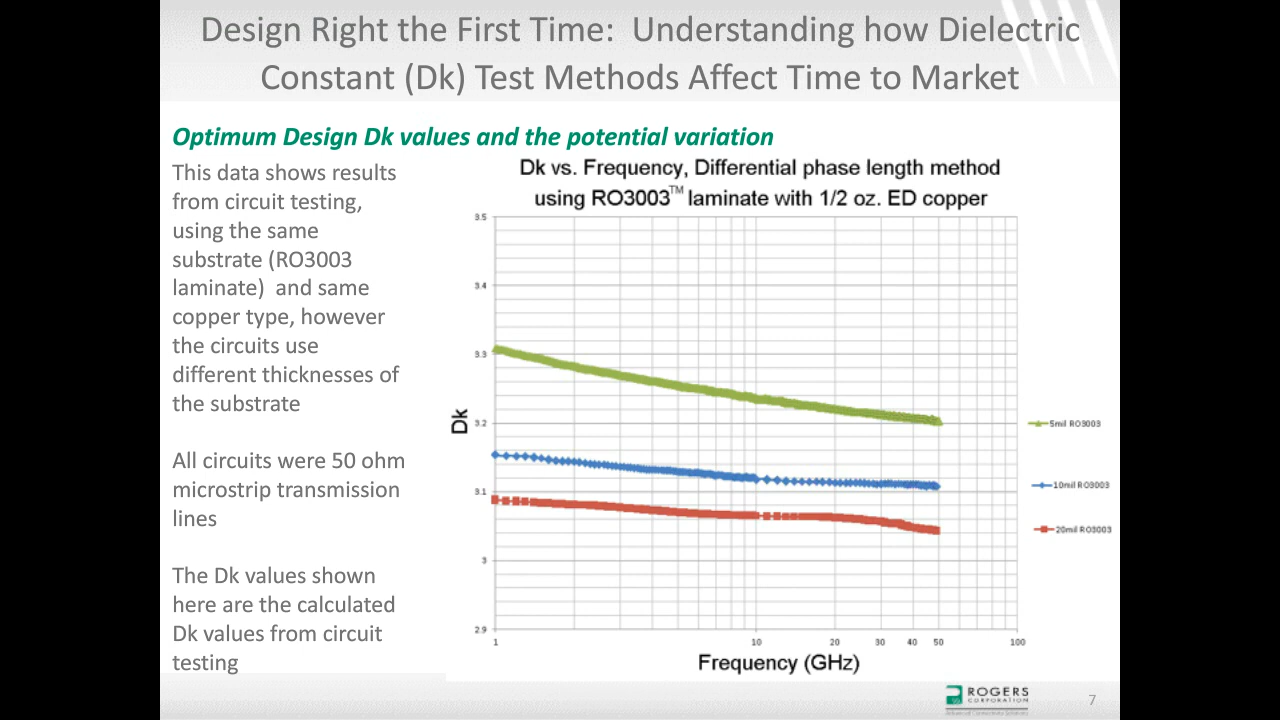 Design Right the First Time:  Understanding how Dielectric
Constant (Dk) Test Methods Affect Time to Market
Optimum Design Dk values and the potential variation
This data shows results
from circuit testing,
using the same
substrate (RO3003
laminate)  and same
copper type, however
the circuits use
different thicknesses of
the substrate
All circuits were 50 ohm
microstrip transmission
lines
The Dk values shown
here are the calculated
Dk values from circuit
testing
Dk vs. Frequency, Differential phase length method
using RO3003™ laminate with 1/2 oz. ED copper
3.5
3.4
3.3
3.2
3.1
3
2.9
Dk
1 10 20 30 40 50 100
Frequency (GHz)
5mil RO3003
10mil RO3003
20mil RO3003
ROGERS
CORPORATION
Advanced Connectivity Solutions
7